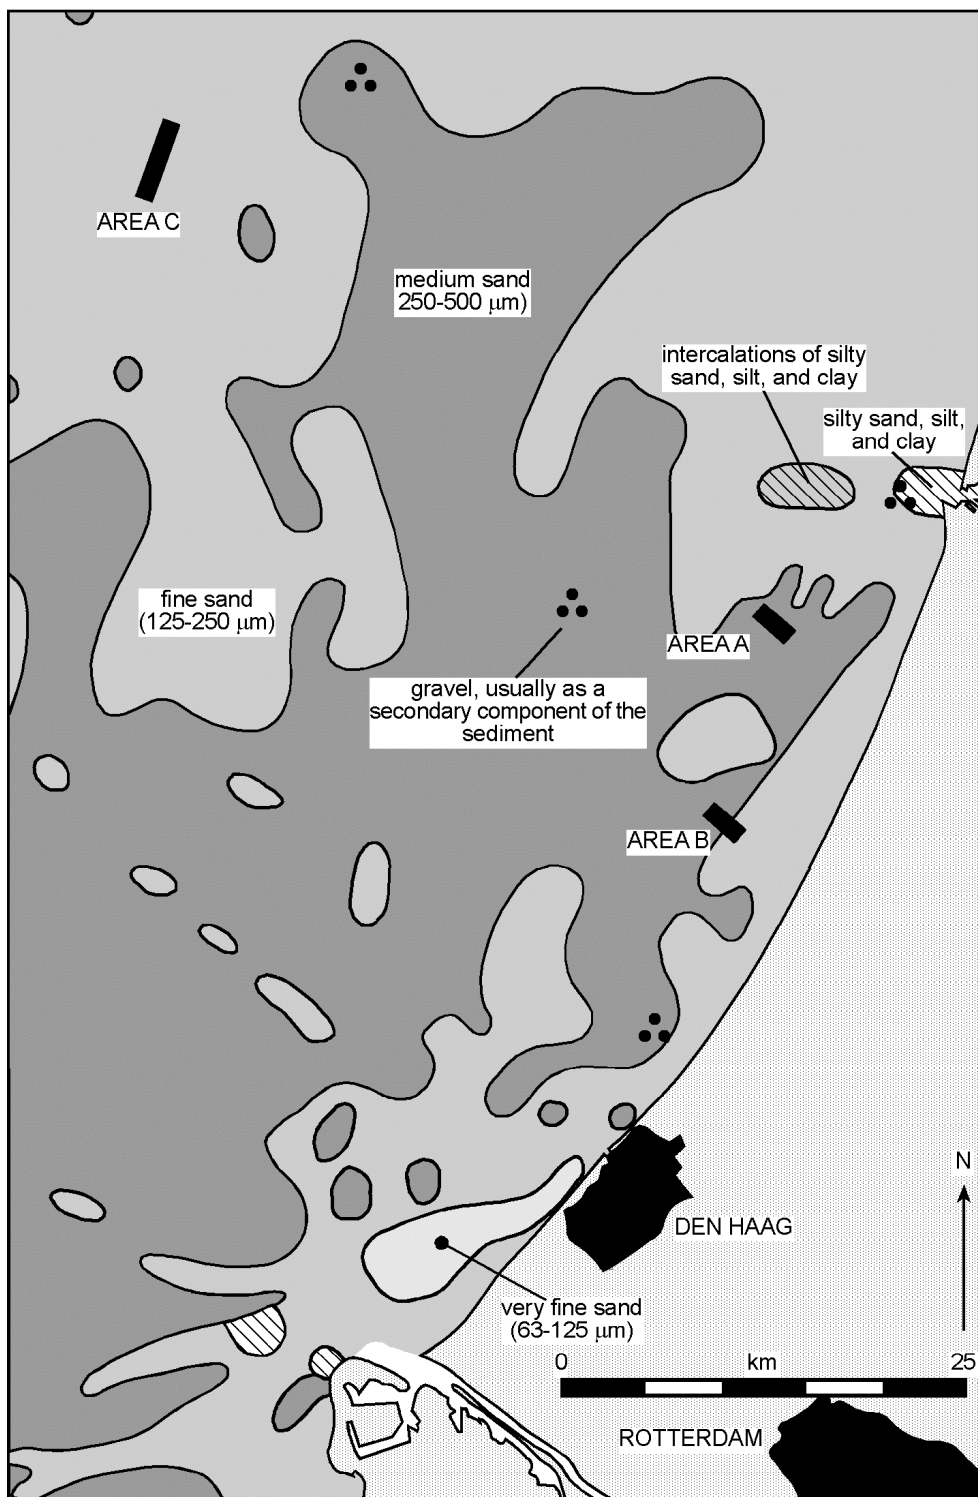 AREA C
medium sand
250-500 μm)
intercalations of silty
sand, silt, and clay
silty sand, silt,
and clay
fine sand
(125-250 μm)
AREA A
gravel, usually as a
secondary component of the
sediment
AREA B
N
DEN HAAG
very fine sand
(63-125 μm)
0 km 25
ROTTERDAM